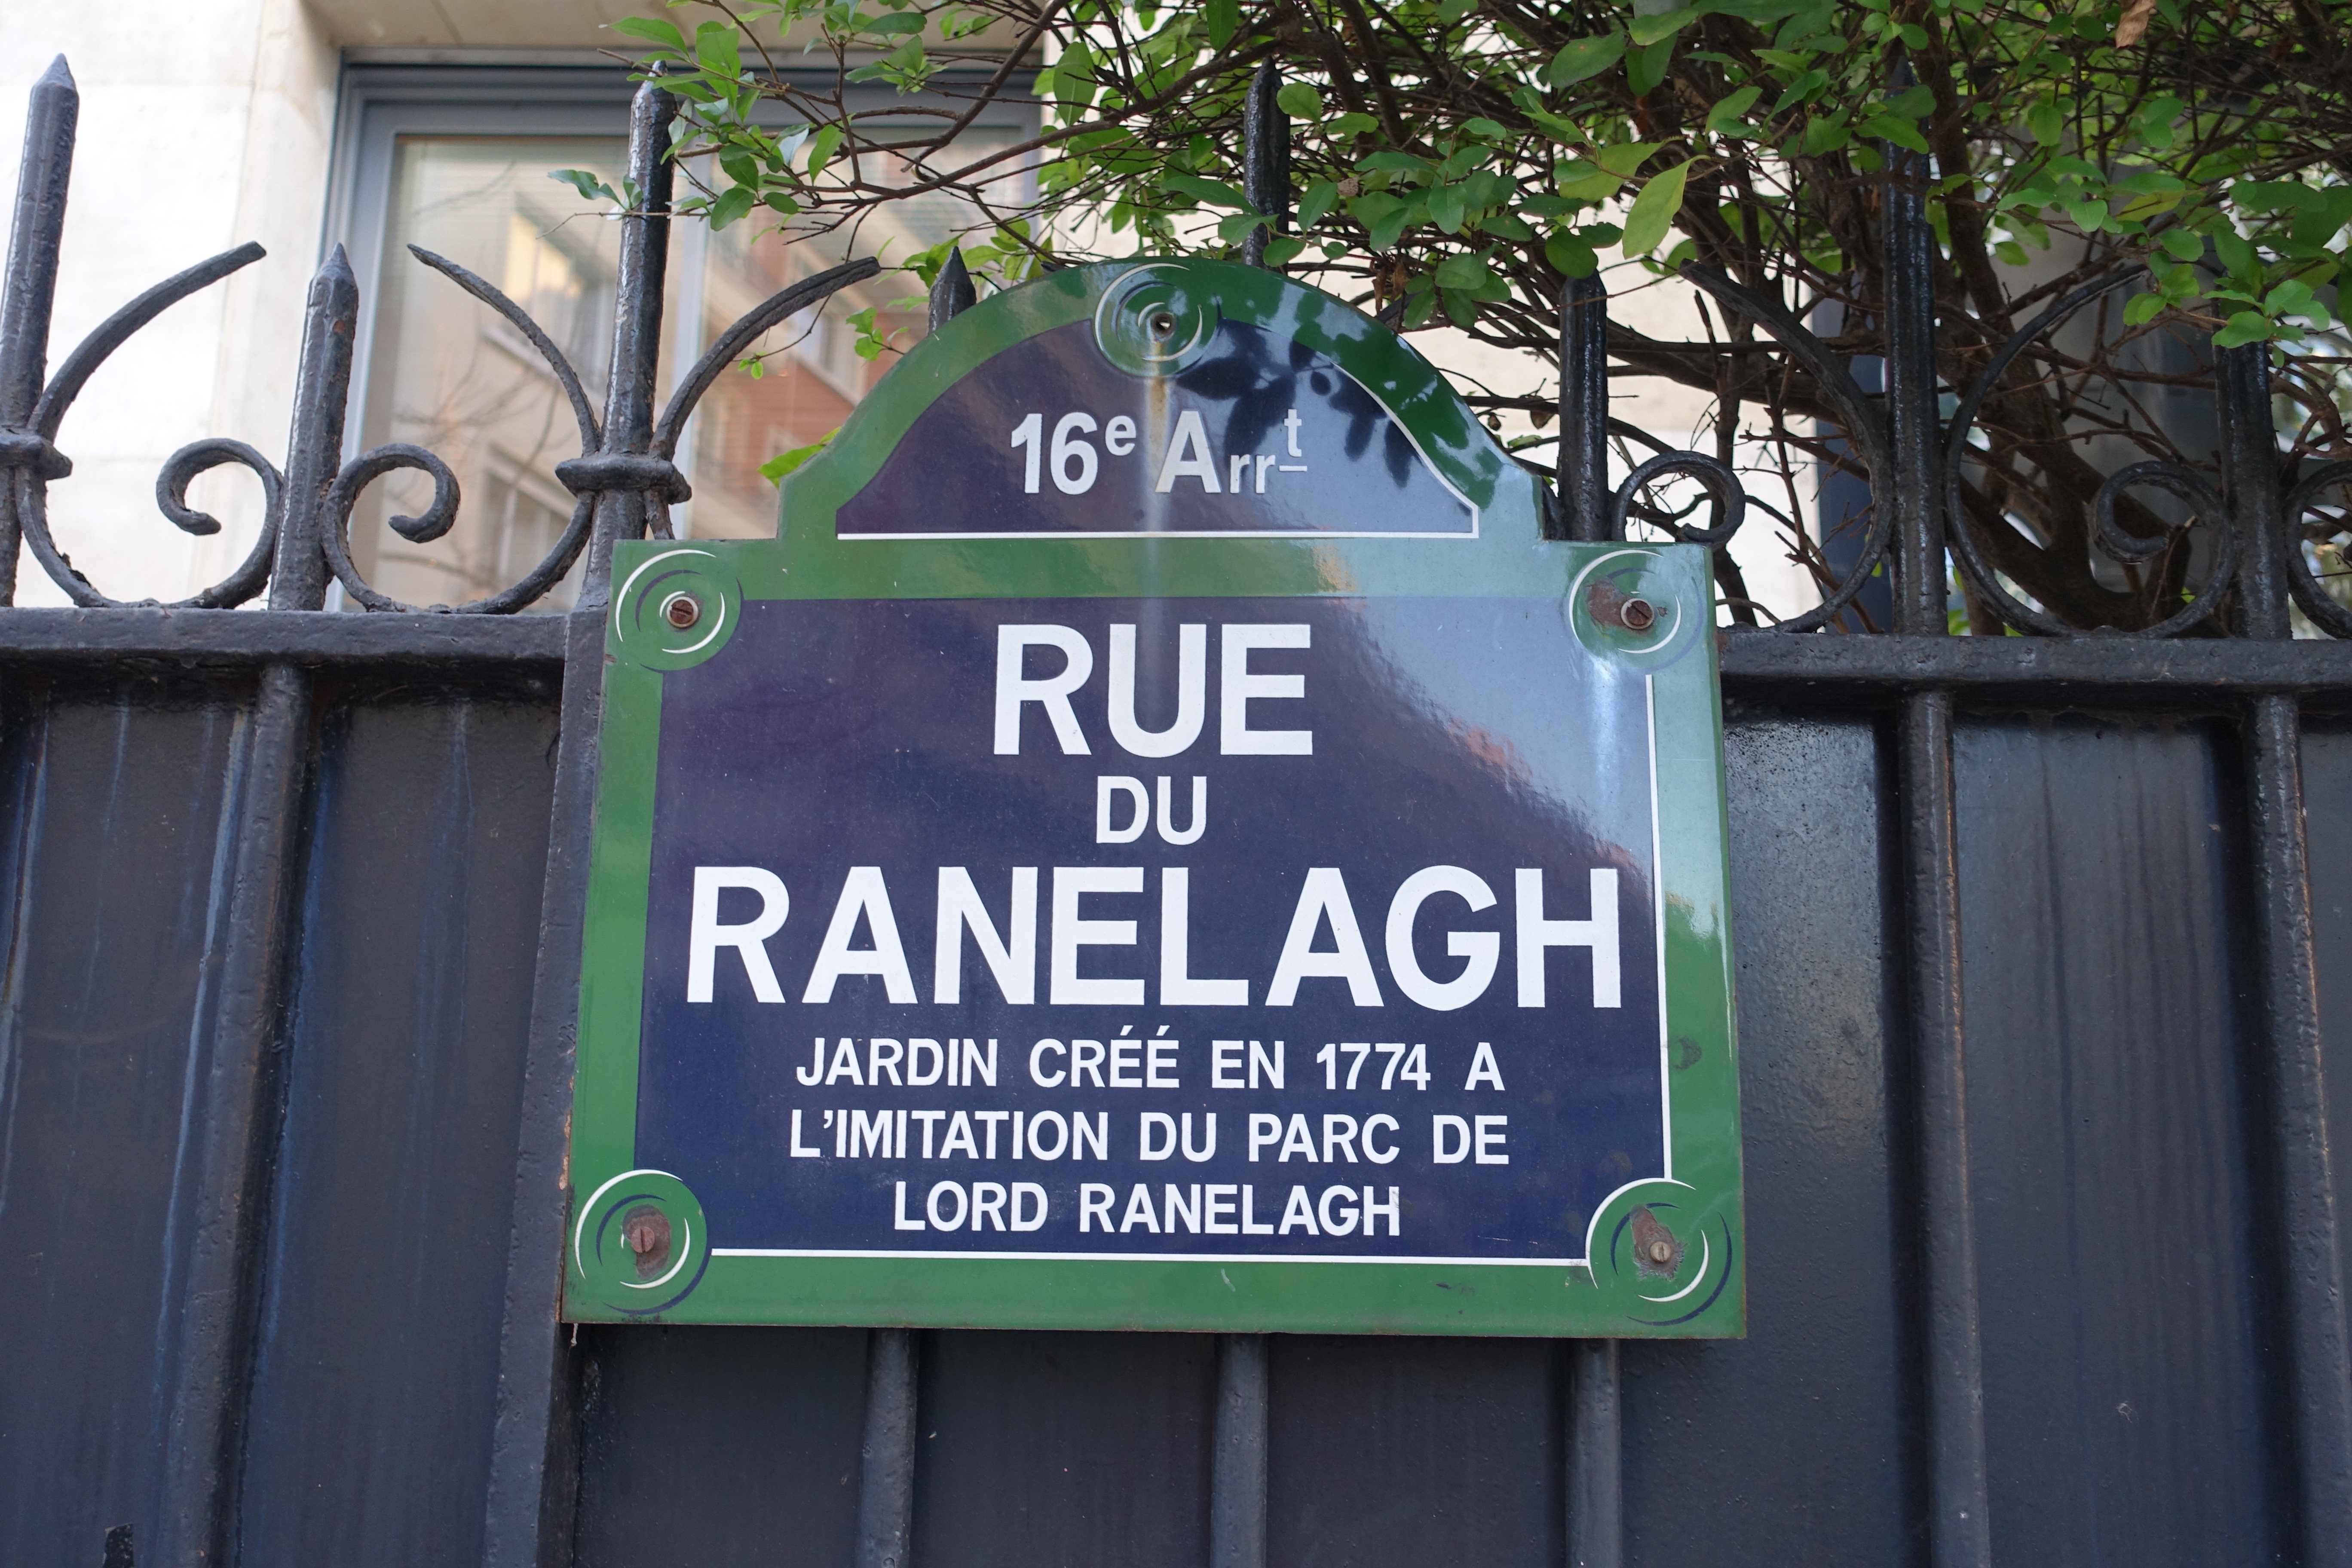 16e Arrt
RUE
DU
RANELAGH
JARDIN CRÉÉ EN 1774 A
L'IMITATION DU PARC DE
LORD RANELAGH